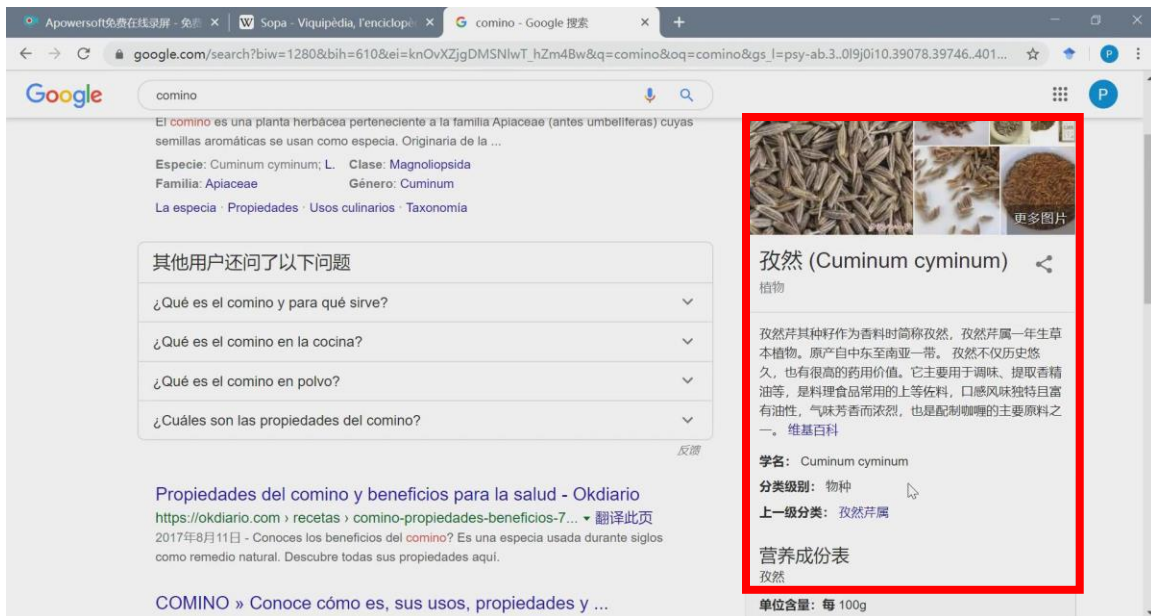 Apowersoft免费在线录屏 - 免
Sopa - Viquipèdia, l'enciclop
comino - Google 搜索
google.com/search?biw=1280&bih=610&ei=knOvXZjgDMSNlwT_hZm4Bw&q=comino&oq=comino&gs_l=psy-ab.3..0l9j0i10.39078.39746..401...
P
Google
comino
P
El comino es una planta herbácea perteneciente a la familia Apiaceae (antes umbelíferas) cuyas
semillas aromáticas se usan como especia. Originaria de la ...
Especie: Cuminum cyminum; L. Clase: Magnoliopsida
Familia: Apiaceae Género: Cuminum
La especia · Propiedades · Usos culinarios · Taxonomía
其他用户还问了以下问题
¿Qué es el comino y para qué sirve?
¿Qué es el comino en la cocina?
¿Qué es el comino en polvo?
¿Cuáles son las propiedades del comino?
反馈
Propiedades del comino y beneficios para la salud - Okdiario
https://okdiario.com › recetas › comino-propiedades-beneficios-7... 翻译此页
2017年8月11日 - Conoces los beneficios del comino? Es una especia usada durante siglos
como remedio natural. Descubre todas sus propiedades aquí.
COMINO » Conoce cómo es, sus usos, propiedades y ...
更多图片
孜然 (Cuminum cyminum)
植物
孜然芹其种籽作为香料时简称孜然，孜然芹属一年生草
本植物。原产自中东至南亚一带。 孜然不仅历史悠
久，也有很高的药用价值。它主要用于调味、提取香精
油等，是料理食品常用的上等佐料，口感风味独特且富
有油性，气味芳香而浓烈，也是配制咖喱的主要原料之
一。 维基百科
学名： Cuminum cyminum
分类级别： 物种
上一级分类： 孜然芹属
营养成份表
孜然
单位含量：每 100g